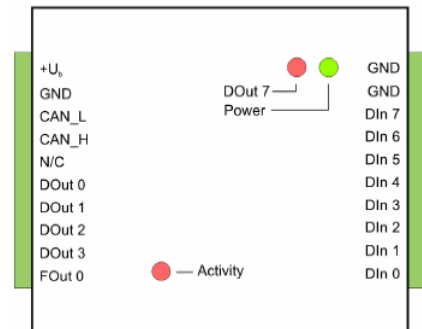 +U_b
GND
CAN_L
CAN_H
N/C
DOut 0
DOut 1
DOut 2
DOut 3
FOut 0
DOut 7
Power
Activity
GND
GND
DIn 7
DIn 6
DIn 5
DIn 4
DIn 3
DIn 2
DIn 1
DIn 0